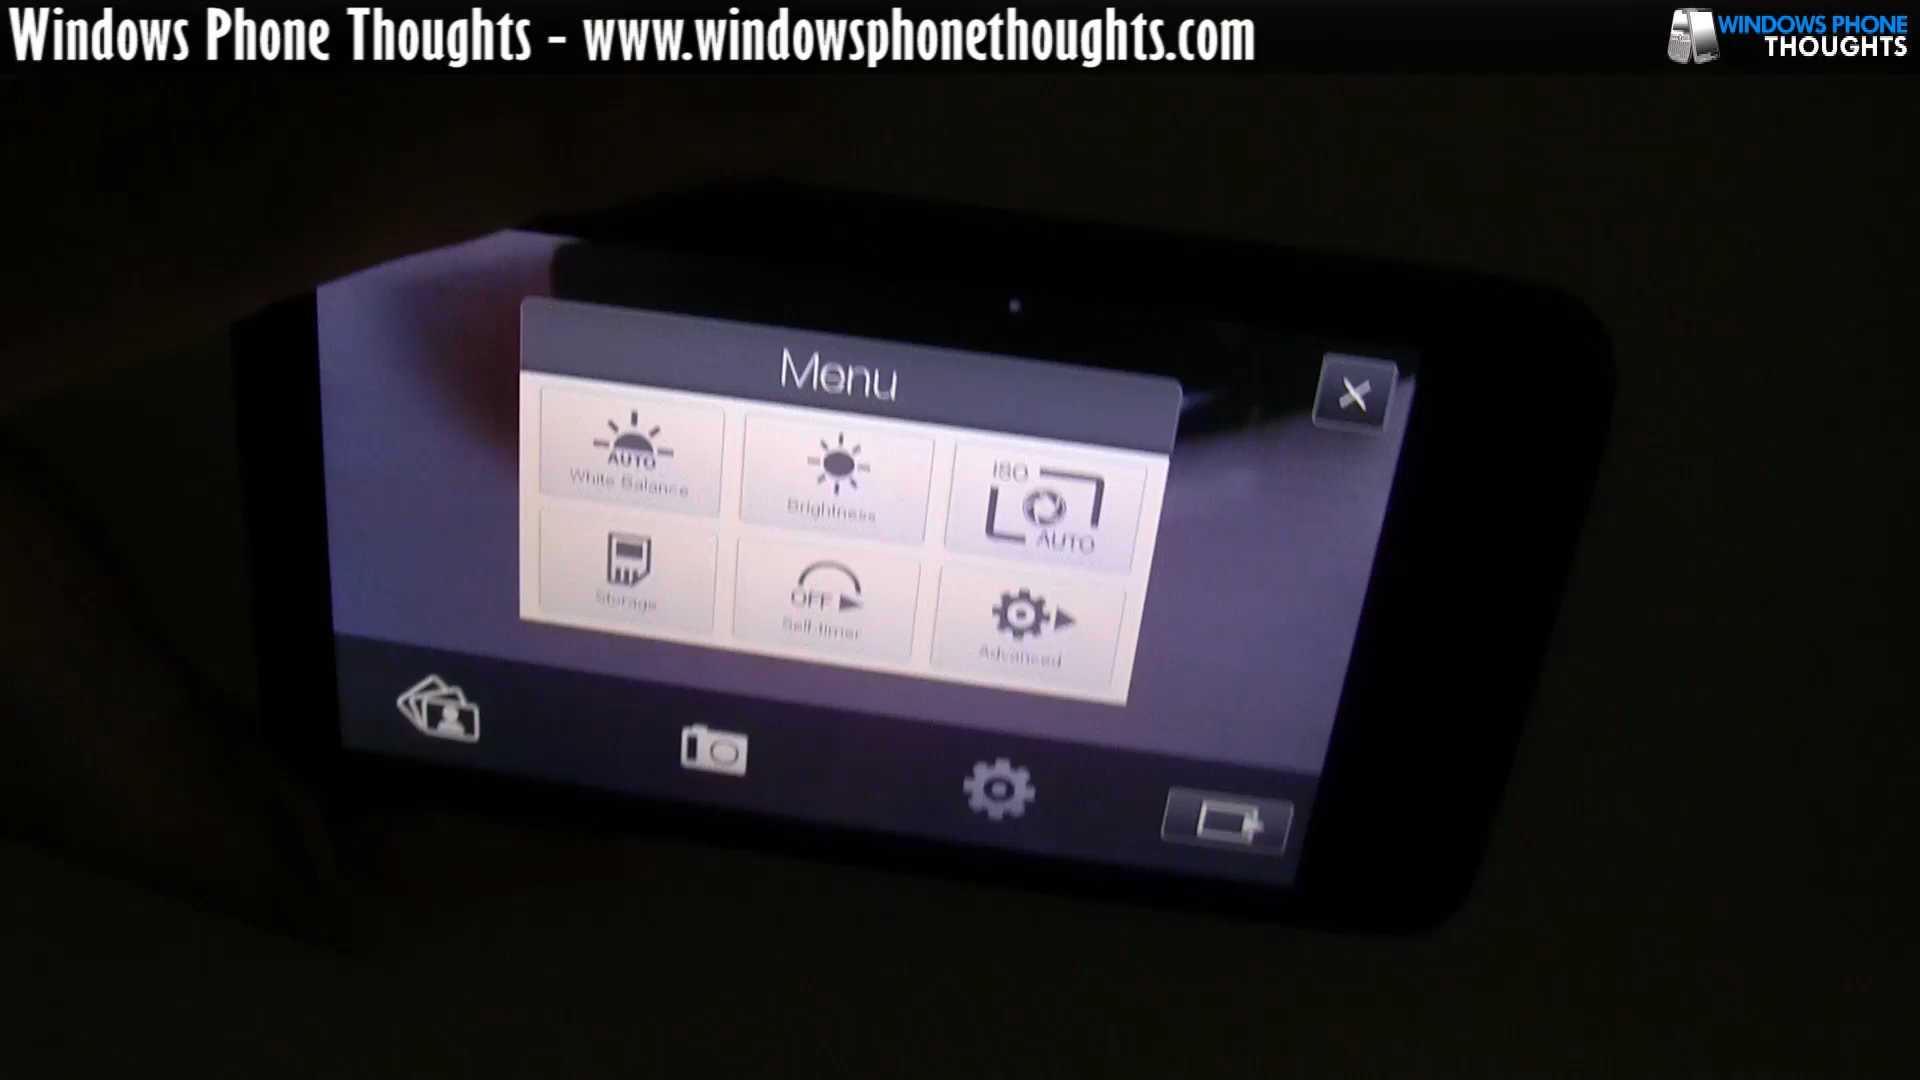 Windows Phone Thoughts - www.windowsphonethoughts.com
WINDOWS PHONE
THOUGHTS
Menu
AUTO
White Balance
Brightness
ISO
AUTO
Storage
OFF
Self-timer
Advanced